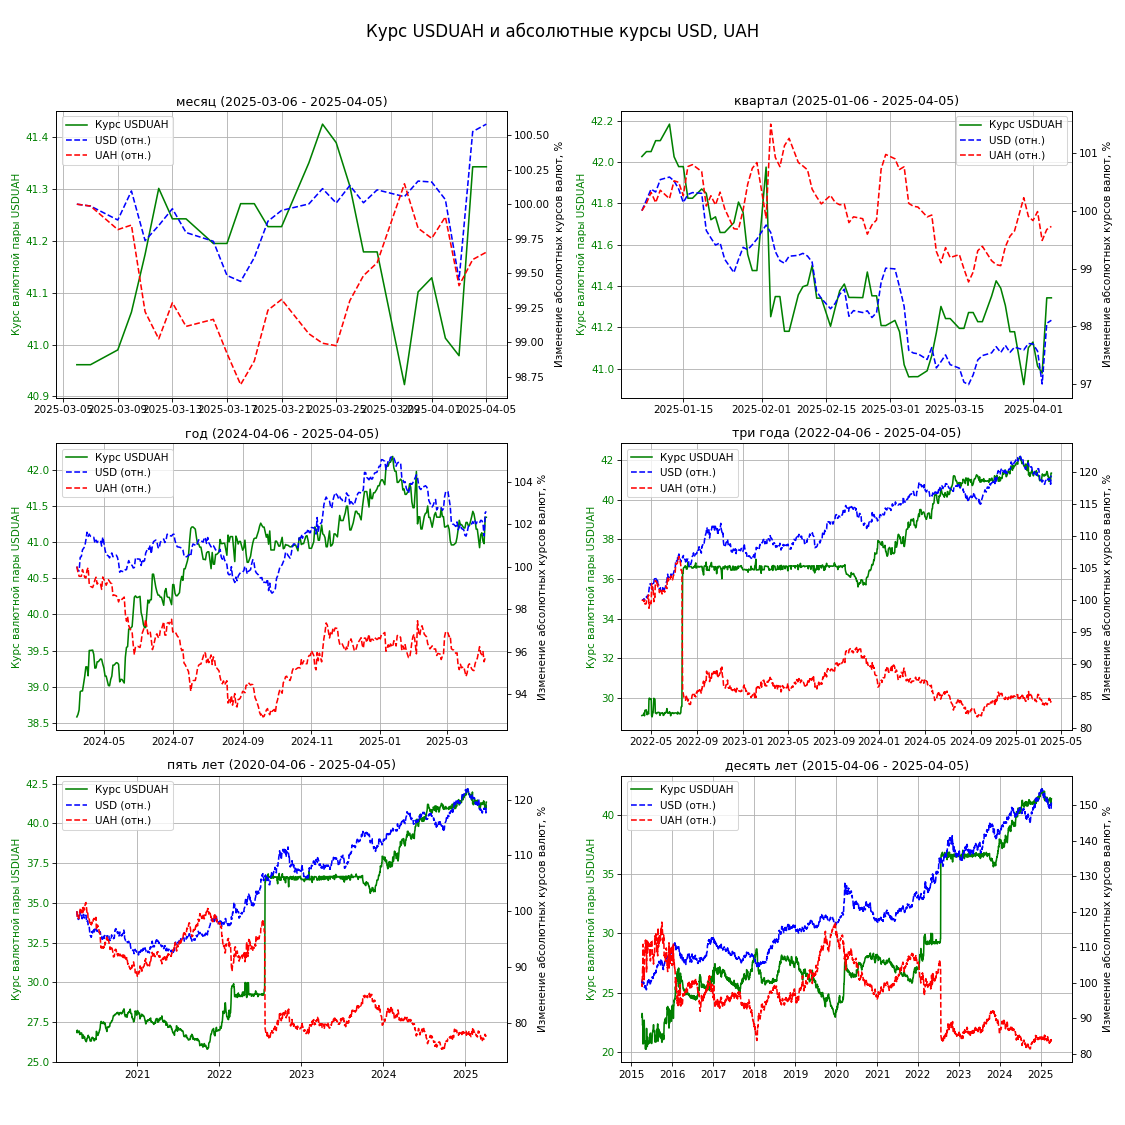 Курс USDUAH и абсолютные курсы USD, UAH
месяц (2025-03-06 - 2025-04-05)
Курс USDUAH
USD (отн.)
UAH (отн.)
Курс валютной пары USDUAH
41.4
41.3
41.2
41.1
41.0
40.9
100.50
100.25
100.00
99.75
99.50
99.25
99.00
98.75
Изменение абсолютных курсов валют, %
2025-03-05 2025-03-09 2025-03-13 2025-03-17 2025-03-21 2025-03-25 2025-03-29 2025-04-01 2025-04-05
квартал (2025-01-06 - 2025-04-05)
Курс USDUAH
USD (отн.)
UAH (отн.)
Курс валютной пары USDUAH
42.2
42.0
41.8
41.6
41.4
41.2
41.0
101
100
99
98
97
Изменение абсолютных курсов валют, %
2025-01-15 2025-02-01 2025-02-15 2025-03-01 2025-03-15 2025-04-01
год (2024-04-06 - 2025-04-05)
Курс USDUAH
USD (отн.)
UAH (отн.)
Курс валютной пары USDUAH
42.0
41.5
41.0
40.5
40.0
39.5
39.0
38.5
104
102
100
98
96
94
Изменение абсолютных курсов валют, %
2024-05 2024-07 2024-09 2024-11 2025-01 2025-03
три года (2022-04-06 - 2025-04-05)
Курс USDUAH
USD (отн.)
UAH (отн.)
Курс валютной пары USDUAH
42
40
38
36
34
32
30
120
115
110
105
100
95
90
85
80
Изменение абсолютных курсов валют, %
2022-05 2022-09 2023-01 2023-05 2023-09 2024-01 2024-05 2024-09 2025-01 2025-05
пять лет (2020-04-06 - 2025-04-05)
Курс USDUAH
USD (отн.)
UAH (отн.)
Курс валютной пары USDUAH
42.5
40.0
37.5
35.0
32.5
30.0
27.5
25.0
120
110
100
90
80
Изменение абсолютных курсов валют, %
2021 2022 2023 2024 2025
десять лет (2015-04-06 - 2025-04-05)
Курс USDUAH
USD (отн.)
UAH (отн.)
Курс валютной пары USDUAH
40
35
30
25
20
150
140
130
120
110
100
90
80
Изменение абсолютных курсов валют, %
2015 2016 2017 2018 2019 2020 2021 2022 2023 2024 2025